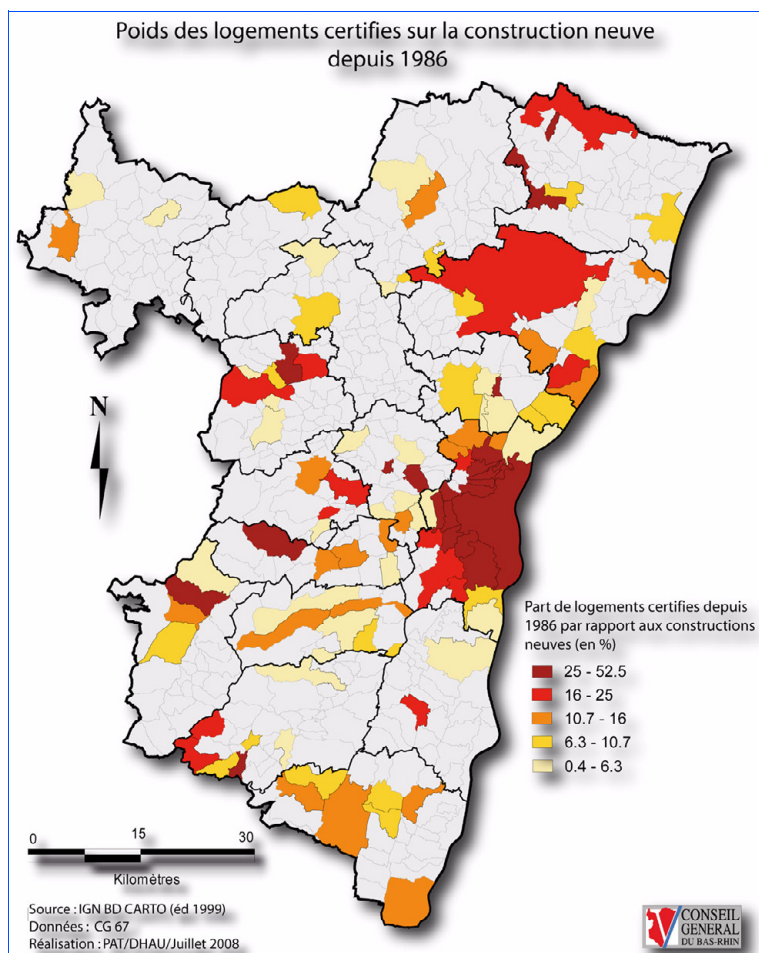 Poids des logements certifies sur la construction neuve
depuis 1986
N
Part de logements certifies depuis
1986 par rapport aux constructions
neuves (en %)
25 - 52.5
16 - 25
10.7 - 16
6.3 - 10.7
0.4 - 6.3
0 15 30
Kilomètres
Source : IGN BD CARTO (éd 1999)
Données : CG 67
Réalisation : PAT/DHAU/Juillet 2008
CONSEIL
GENERAL
DU BAS-RHIN